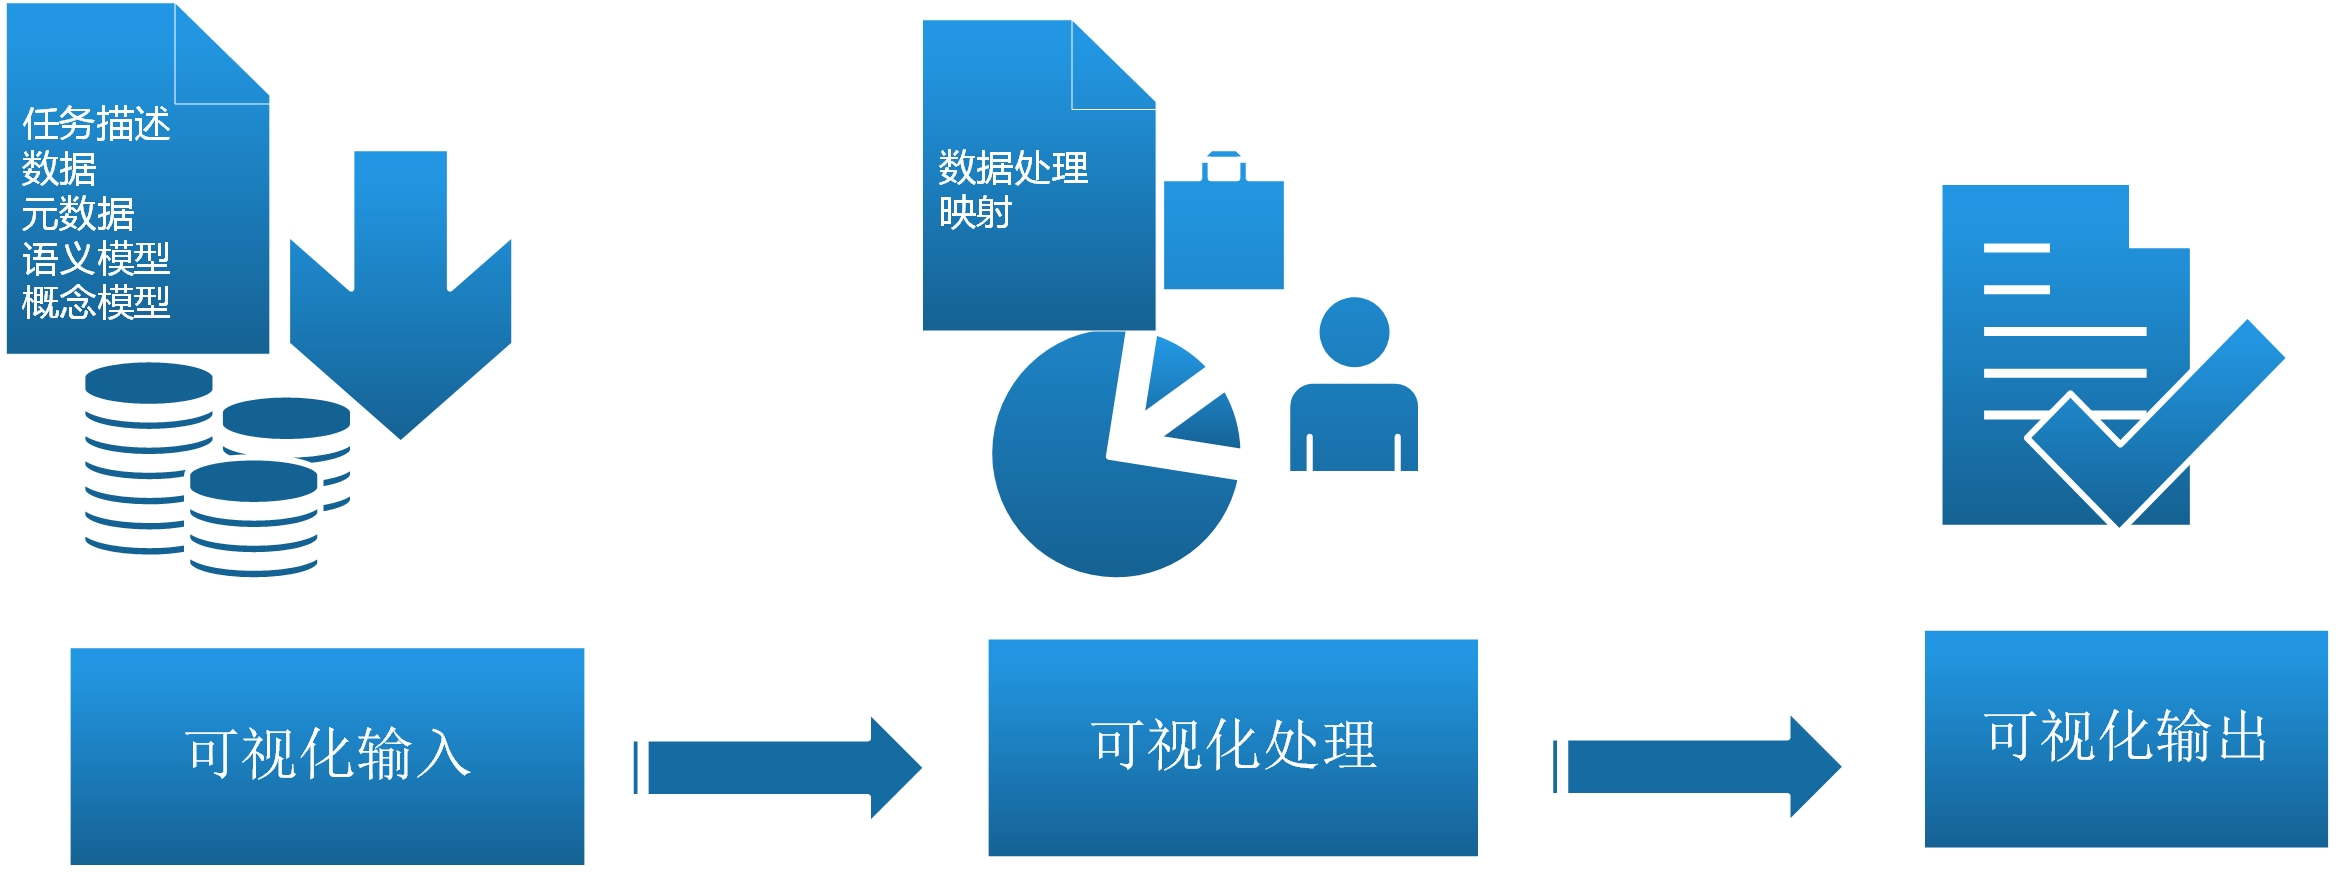 任务描述
数据
元数据
语义模型
概念模型
数据处理
映射
可视化输入
可视化处理
可视化输出